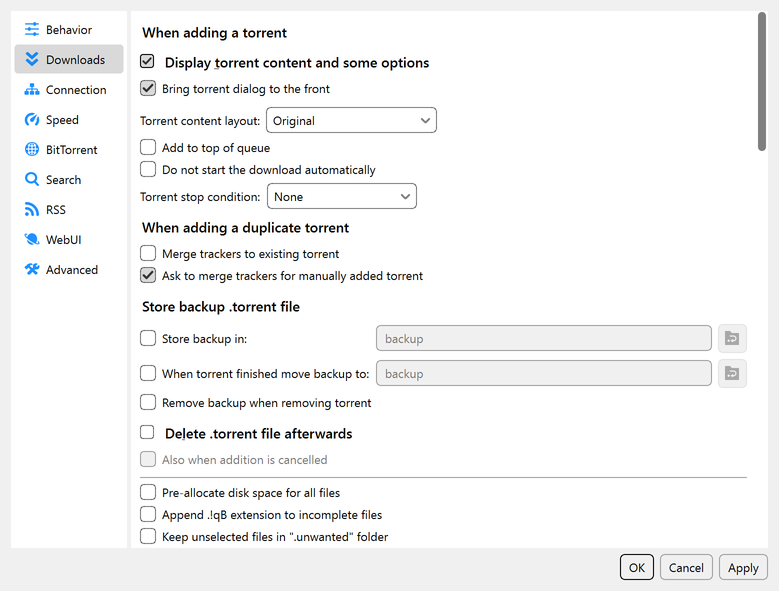 Behavior
Downloads
Connection
Speed
BitTorrent
Search
RSS
WebUI
Advanced
When adding a torrent
Display torrent content and some options
Bring torrent dialog to the front
Torrent content layout: Original
Add to top of queue
Do not start the download automatically
Torrent stop condition: None
When adding a duplicate torrent
Merge trackers to existing torrent
Ask to merge trackers for manually added torrent
Store backup .torrent file
Store backup in: backup
When torrent finished move backup to: backup
Remove backup when removing torrent
Delete .torrent file afterwards
Also when addition is cancelled
Pre-allocate disk space for all files
Append .!qB extension to incomplete files
Keep unselected files in ".unwanted" folder
OK Cancel Apply